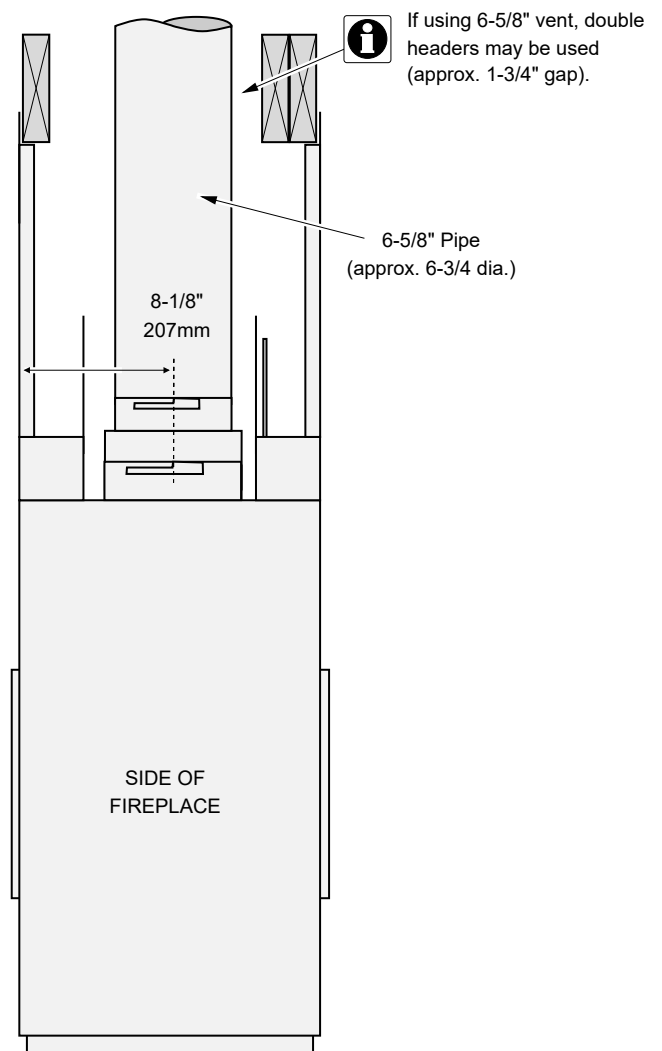 If using 6-5/8" vent, double
headers may be used
(approx. 1-3/4" gap).
6-5/8" Pipe
(approx. 6-3/4 dia.)
8-1/8"
207mm
SIDE OF
FIREPLACE